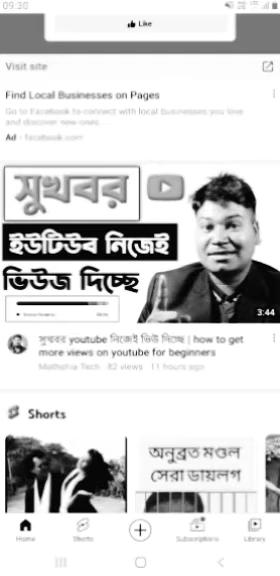 09:30
Like
Visit site
Find Local Businesses on Pages
Go to Facebook to connect with local businesses you love
and discover new ones.
Ad · facebook.com
সুখবর
ইউটিউব নিজেই
ভিউজ দিচ্ছে
3:44
সুখবর youtube নিজেই ভিউ দিচ্ছে | how to get
more views on youtube for beginners
Tech · 82 views · 11 hours ago
Shorts
অনুব্রত মণ্ডল
সেরা ডায়লগ
Home
Shorts
Subscriptions
Library